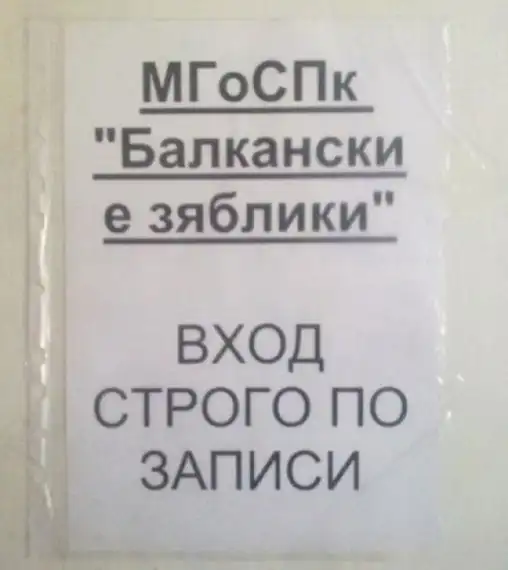 МГоСПк
"Балкански
е зяблики"
ВХОД
СТРОГО ПО
ЗАПИСИ